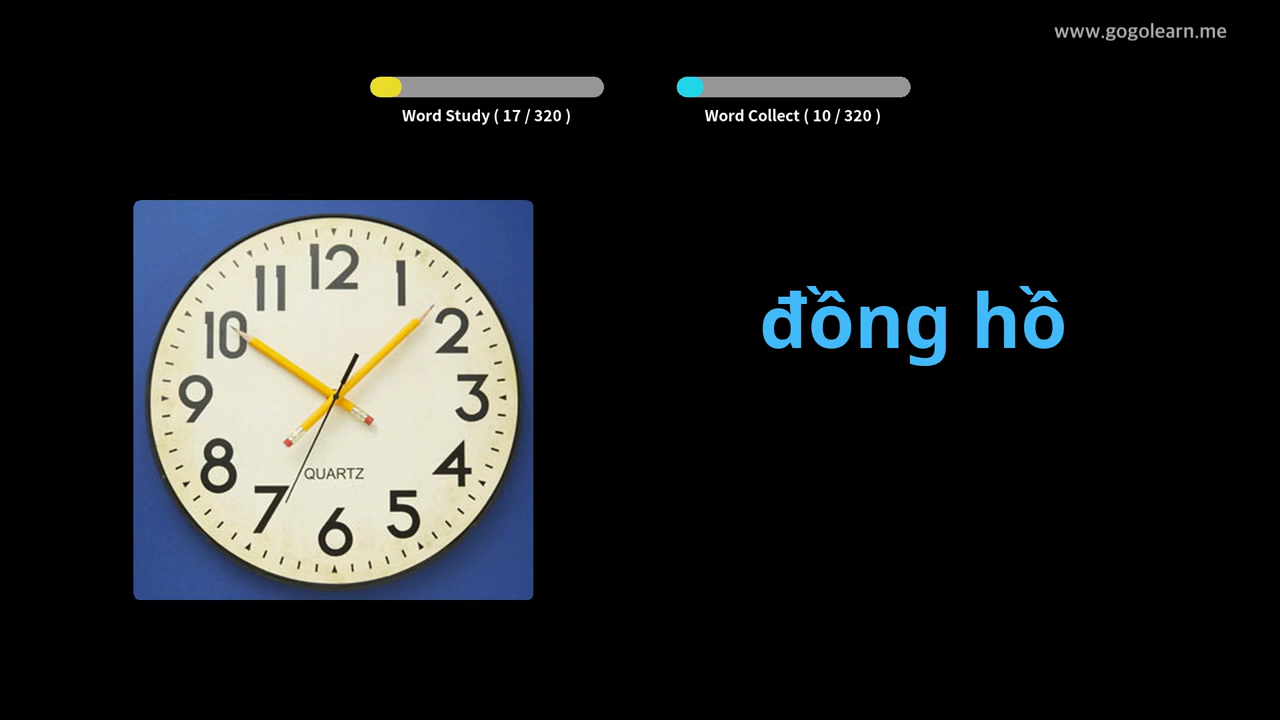 www.gogolearn.me
Word Study ( 17 / 320 )
Word Collect ( 10 / 320 )
12
11
1
10
2
9
3
8
4
QUARTZ
7
5
6
đồng hồ